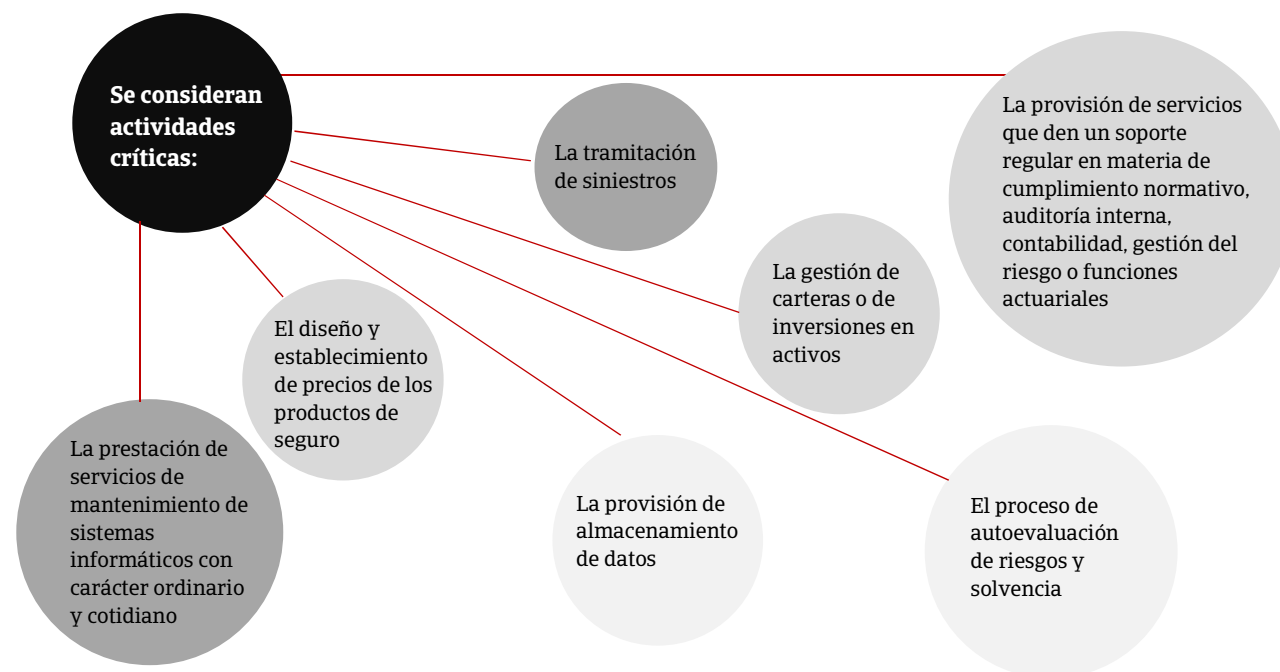 Se consideran
actividades
críticas:
La tramitación
de siniestros
La provisión de servicios
que den un soporte
regular en materia de
cumplimiento normativo,
auditoría interna,
contabilidad, gestión del
riesgo o funciones
actuariales
La gestión de
carteras o de
inversiones en
activos
El diseño y
establecimiento
de precios de los
productos de
seguro
La prestación de
servicios de
mantenimiento de
sistemas
informáticos con
carácter ordinario
y cotidiano
La provisión de
almacenamiento
de datos
El proceso de
autoevaluación
de riesgos y
solvencia